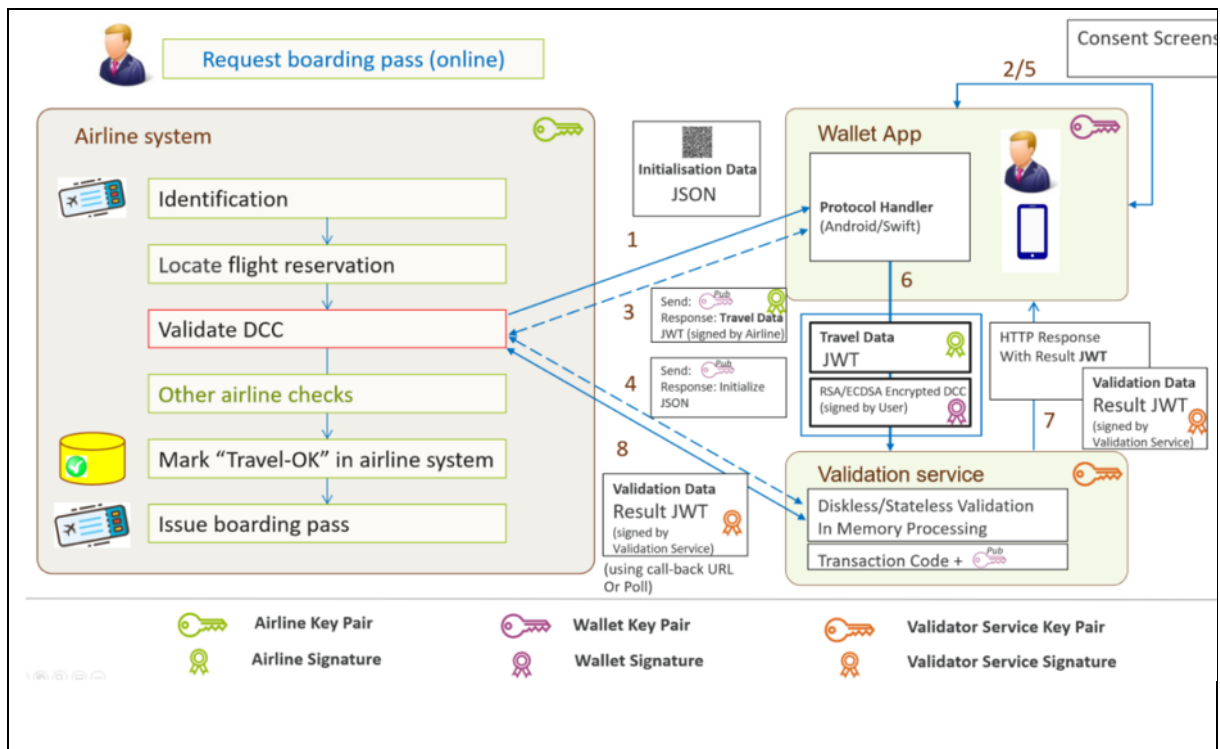 Request boarding pass (online)
Consent Screens
2/5
Airline system
Identification
Locate flight reservation
Validate DCC
Other airline checks
Mark “Travel-OK” in airline system
Issue boarding pass
Initialisation Data
JSON
1
Wallet App
Protocol Handler
(Android/Swift)
6
3
Send: Pub
Response: Travel Data
JWT (signed by Airline)
4
Send: Pub
Response: Initialize
JSON
Travel Data
JWT
RSA/ECDSA Encrypted DCC
(signed by User)
HTTP Response
With Result JWT
Validation Data
Result JWT
(signed by
Validation Service)
7
8
Validation Data
Result JWT
(signed by
Validation Service)
(using call-back URL
Or Poll)
Validation service
Diskless/Stateless Validation
In Memory Processing
Transaction Code + Pub
Airline Key Pair
Wallet Key Pair
Validator Service Key Pair
Airline Signature
Wallet Signature
Validator Service Signature